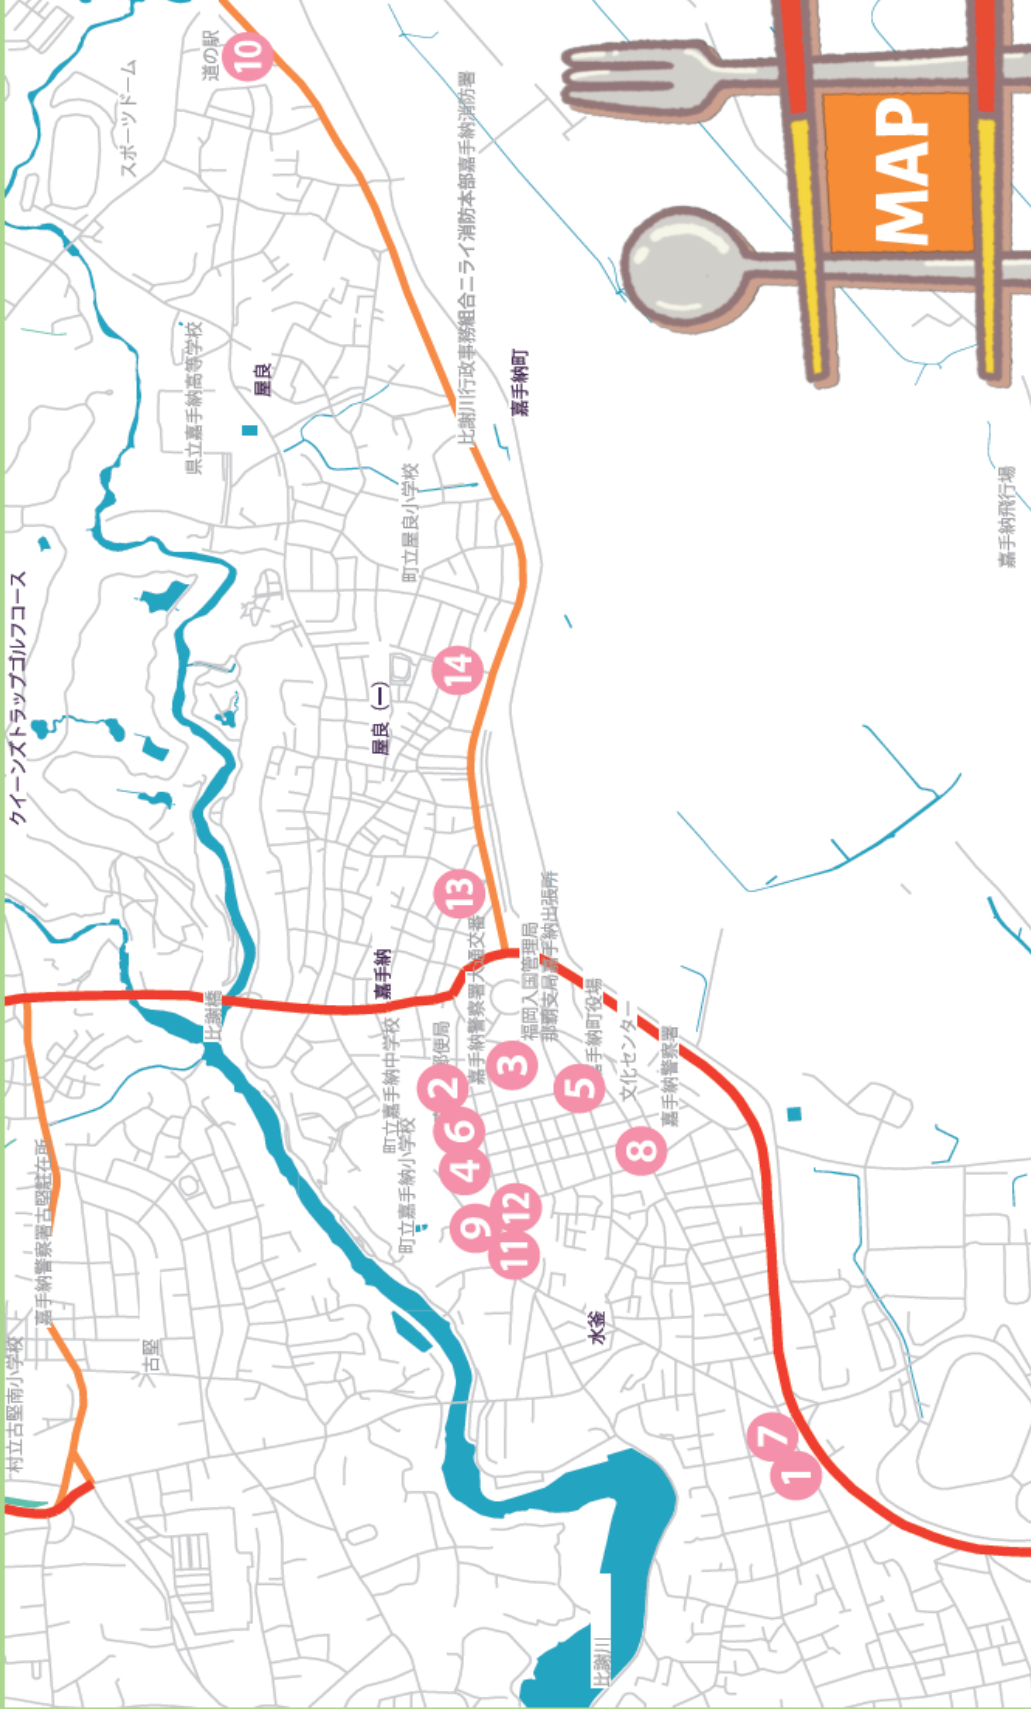 クイーンズトラップゴルフコース
スポーツドーム
道の駅
10
県立嘉手納高等学校
屋良
比謝川行政事務組合ニライ消防本部嘉手納消防署
嘉手納町
町立屋良小学校
嘉手納飛行場
MAP
屋良（一）
14
13
嘉手納
嘉手納警察署大通交番
福岡入国管理局
那覇支局嘉手納出張所
比謝橋
町立嘉手納中学校
郵便局
町立嘉手納小学校
2
6
4
9
11
12
3
5
嘉手納町役場
文化センター
8
嘉手納警察署
嘉手納警察署古堅駐在所
村立古堅南小学校
古堅
水釜
7
1
比謝川